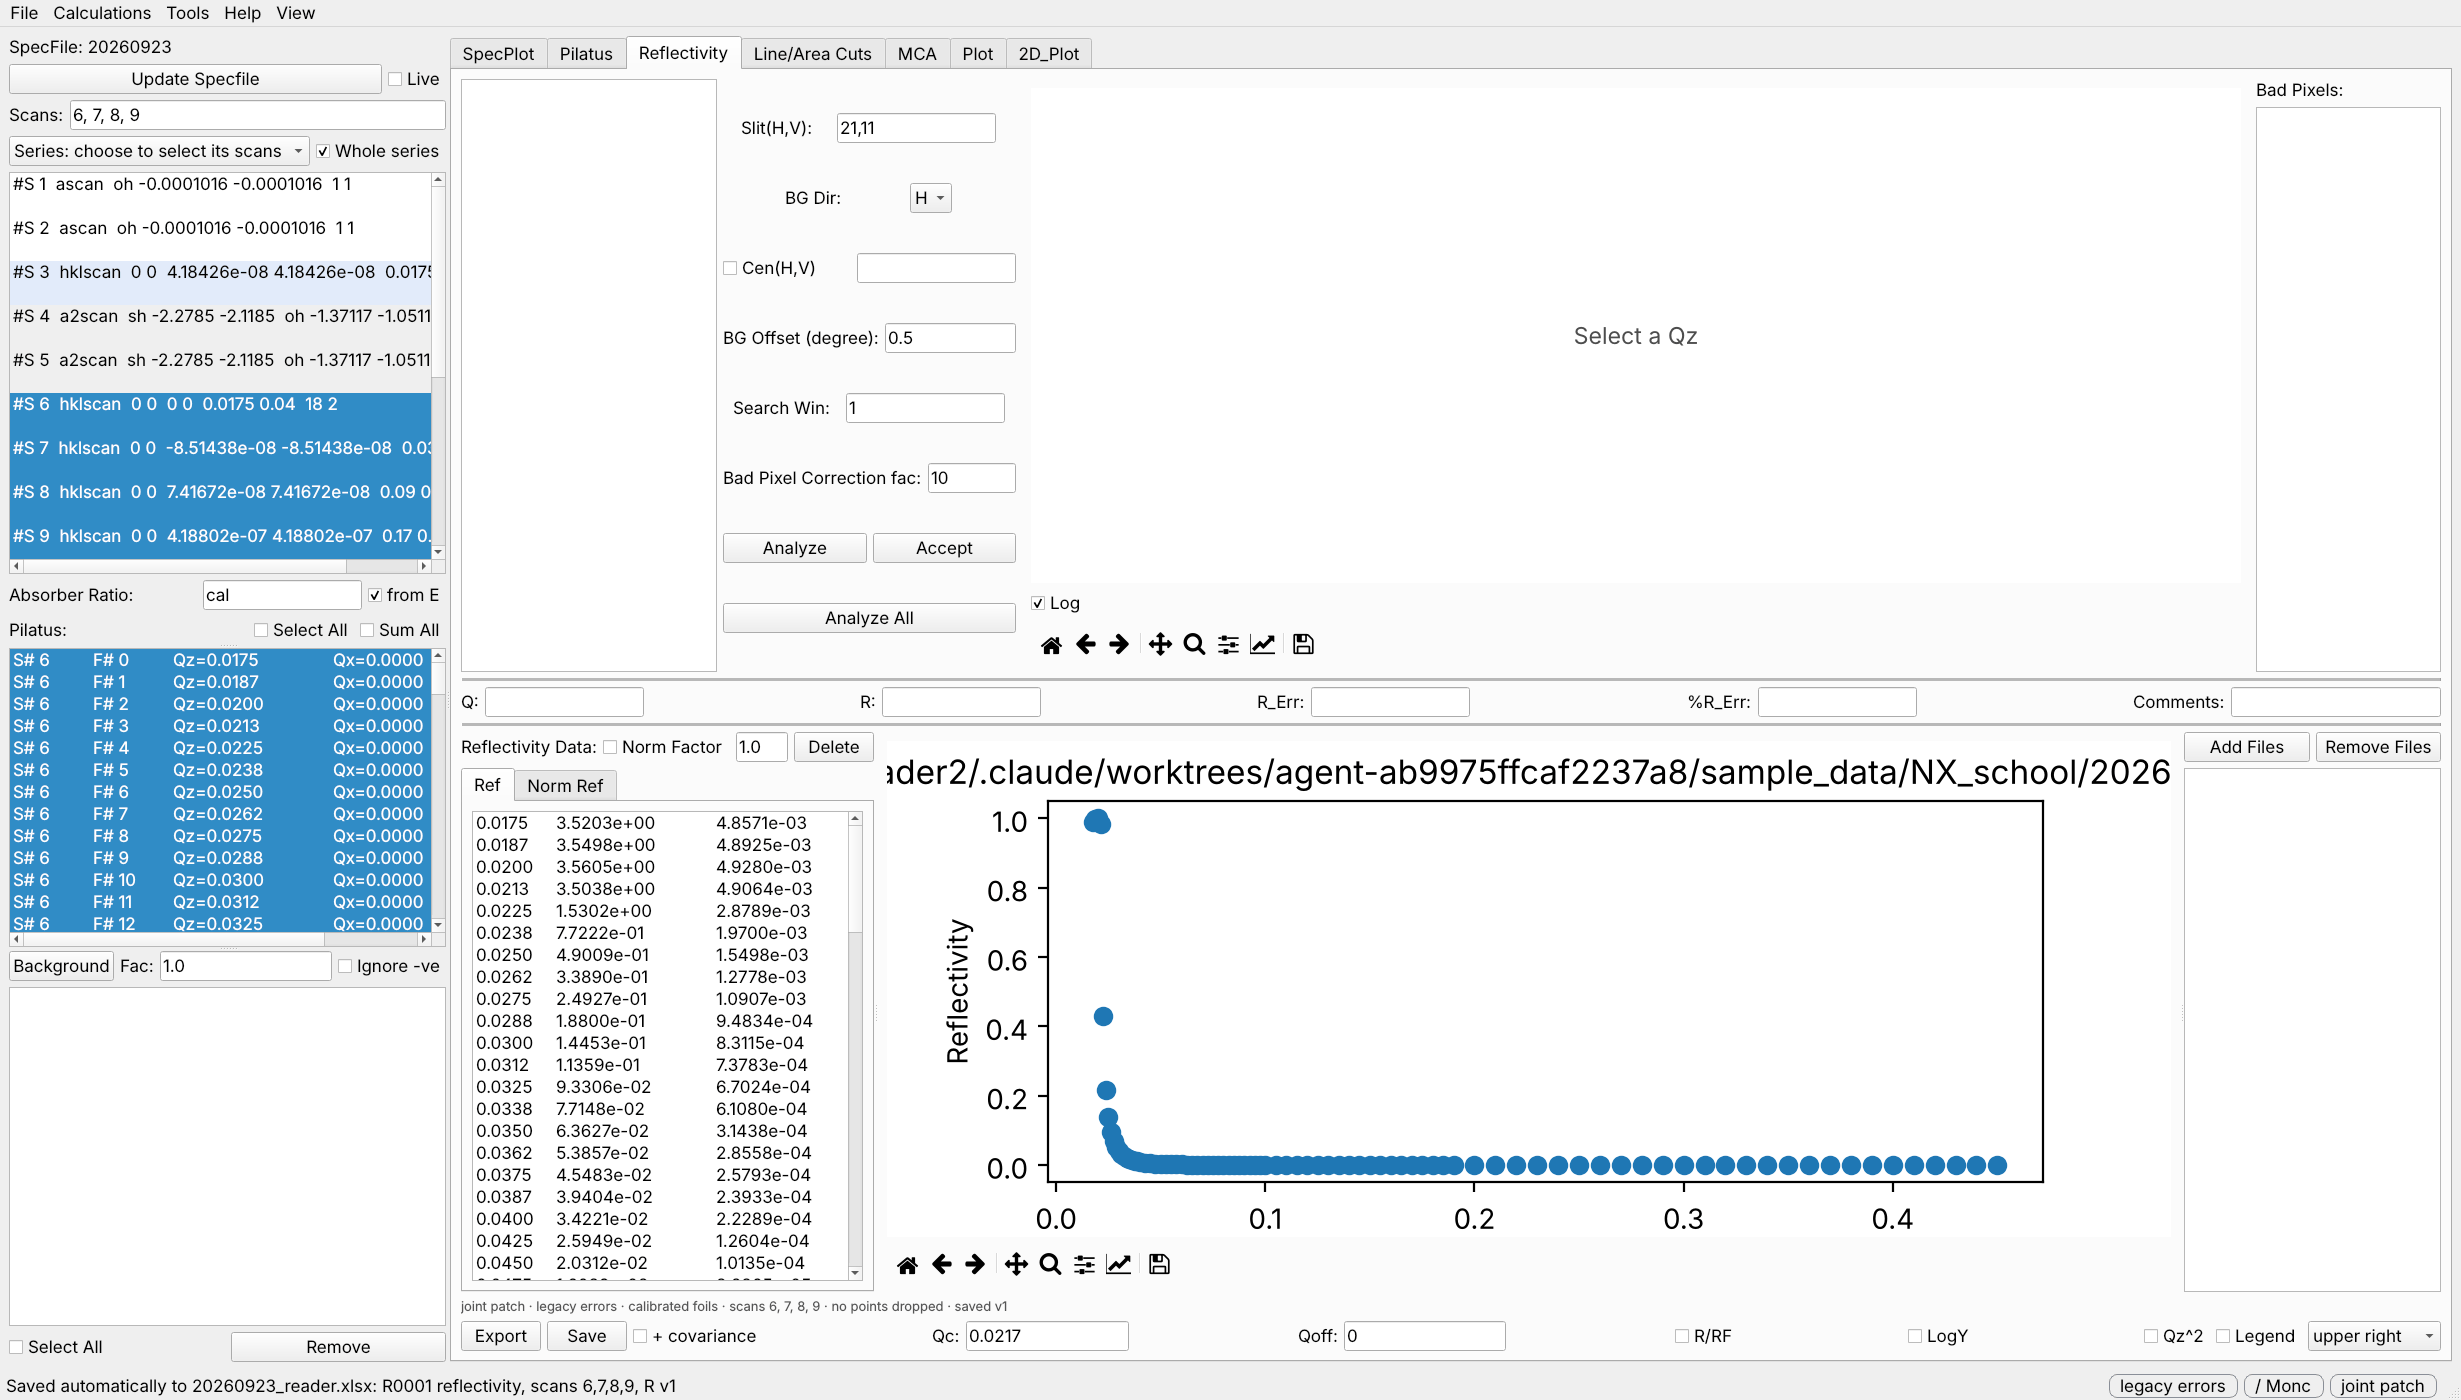 File Calculations Tools Help View
SpecFile: 20260923
Update Specfile Live
Scans: 6, 7, 8, 9
Series: choose to select its scans Whole series
#S 1 ascan oh -0.0001016 -0.0001016 1 1
#S 2 ascan oh -0.0001016 -0.0001016 1 1
#S 3 hklscan 0 0 4.18426e-08 4.18426e-08 0.0175
#S 4 a2scan sh -2.2785 -2.1185 oh -1.37117 -1.0511
#S 5 a2scan sh -2.2785 -2.1185 oh -1.37117 -1.0511
#S 6 hklscan 0 0 0 0 0.0175 0.04 18 2
#S 7 hklscan 0 0 -8.51438e-08 -8.51438e-08 0.03
#S 8 hklscan 0 0 7.41672e-08 7.41672e-08 0.09 0
#S 9 hklscan 0 0 4.18802e-07 4.18802e-07 0.17 0.
Absorber Ratio: cal from E
Pilatus: Select All Sum All
S# 6 F# 0 Qz=0.0175 Qx=0.0000
S# 6 F# 1 Qz=0.0187 Qx=0.0000
S# 6 F# 2 Qz=0.0200 Qx=0.0000
S# 6 F# 3 Qz=0.0213 Qx=0.0000
S# 6 F# 4 Qz=0.0225 Qx=0.0000
S# 6 F# 5 Qz=0.0238 Qx=0.0000
S# 6 F# 6 Qz=0.0250 Qx=0.0000
S# 6 F# 7 Qz=0.0262 Qx=0.0000
S# 6 F# 8 Qz=0.0275 Qx=0.0000
S# 6 F# 9 Qz=0.0288 Qx=0.0000
S# 6 F# 10 Qz=0.0300 Qx=0.0000
S# 6 F# 11 Qz=0.0312 Qx=0.0000
S# 6 F# 12 Qz=0.0325 Qx=0.0000
Background Fac: 1.0 Ignore -ve
Select All Remove
SpecPlot Pilatus Reflectivity Line/Area Cuts MCA Plot 2D_Plot
Slit(H,V): 21,11
BG Dir: H
Cen(H,V)
BG Offset (degree): 0.5
Search Win: 1
Bad Pixel Correction fac: 10
Analyze Accept
Analyze All
Select a Qz
Log
Bad Pixels:
Q: R: R_Err: %R_Err: Comments:
Reflectivity Data: Norm Factor 1.0 Delete
Ref Norm Ref
0.0175 3.5203e+00 4.8571e-03
0.0187 3.5498e+00 4.8925e-03
0.0200 3.5605e+00 4.9280e-03
0.0213 3.5038e+00 4.9064e-03
0.0225 1.5302e+00 2.8789e-03
0.0238 7.7222e-01 1.9700e-03
0.0250 4.9009e-01 1.5498e-03
0.0262 3.3890e-01 1.2778e-03
0.0275 2.4927e-01 1.0907e-03
0.0288 1.8800e-01 9.4834e-04
0.0300 1.4453e-01 8.3115e-04
0.0312 1.1359e-01 7.3783e-04
0.0325 9.3306e-02 6.7024e-04
0.0338 7.7148e-02 6.1080e-04
0.0350 6.3627e-02 3.1438e-04
0.0362 5.3857e-02 2.8558e-04
0.0375 4.5483e-02 2.5793e-04
0.0387 3.9404e-02 2.3933e-04
0.0400 3.4221e-02 2.2289e-04
0.0425 2.5949e-02 1.2604e-04
0.0450 2.0312e-02 1.0135e-04
ader2/.claude/worktrees/agent-ab9975ffcaf2237a8/sample_data/NX_school/2026
Reflectivity
1.0
0.8
0.6
0.4
0.2
0.0
0.0 0.1 0.2 0.3 0.4
Add Files Remove Files
joint patch · legacy errors · calibrated foils · scans 6, 7, 8, 9 · no points dropped · saved v1
Export Save + covariance Qc: 0.0217 Qoff: 0 R/RF LogY Qz^2 Legend upper right
Saved automatically to 20260923_reader.xlsx: R0001 reflectivity, scans 6,7,8,9, R v1
legacy errors / Monc joint patch